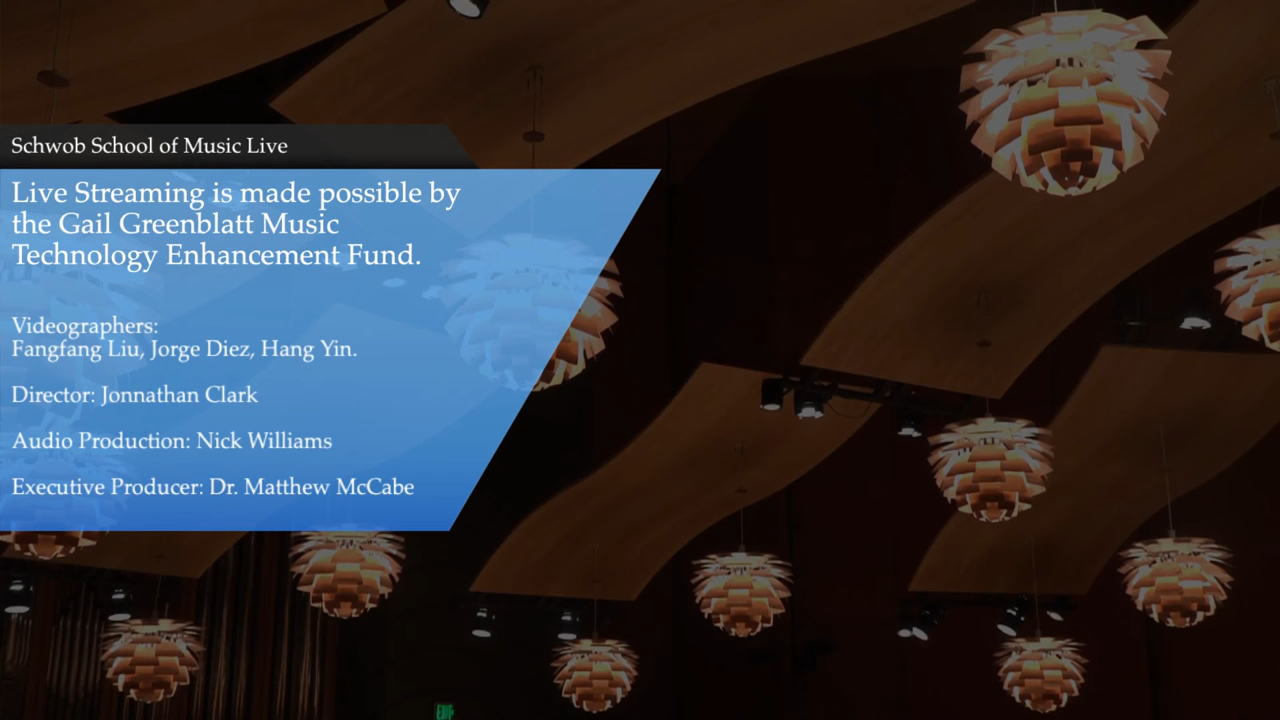 Schwob School of Music Live
Live Streaming is made possible by
the Gail Greenblatt Music
Technology Enhancement Fund.
Videographers:
Fangfang Liu, Jorge Diez, Hang Yin.
Director: Jonnathan Clark
Audio Production: Nick Williams
Executive Producer: Dr. Matthew McCabe
EXIT